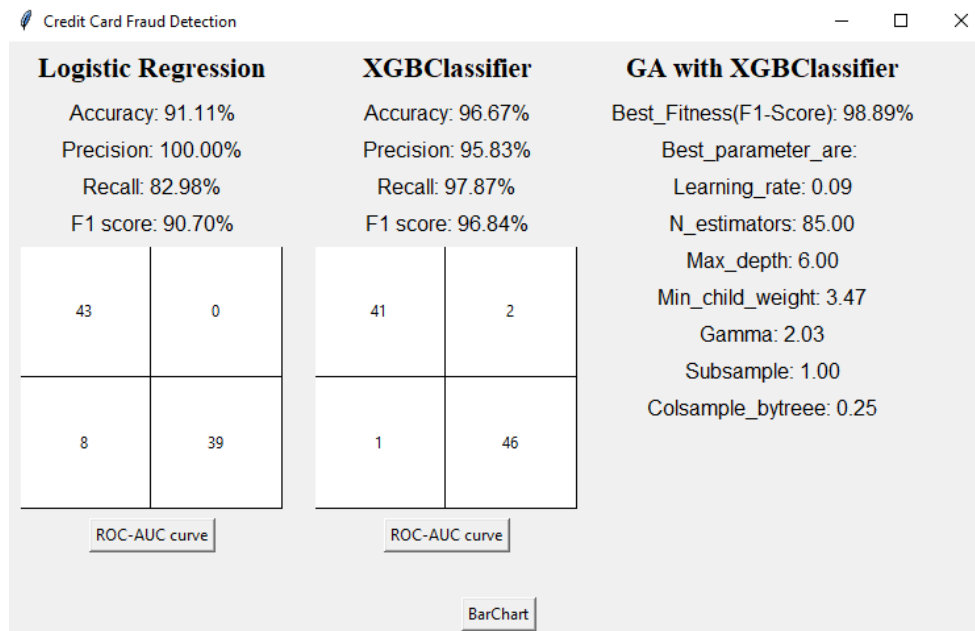 Credit Card Fraud Detection
Logistic Regression
Accuracy: 91.11%
Precision: 100.00%
Recall: 82.98%
F1 score: 90.70%
43 0
8 39
ROC-AUC curve
XGBClassifier
Accuracy: 96.67%
Precision: 95.83%
Recall: 97.87%
F1 score: 96.84%
41 2
1 46
ROC-AUC curve
GA with XGBClassifier
Best_Fitness(F1-Score): 98.89%
Best_parameter_are:
Learning_rate: 0.09
N_estimators: 85.00
Max_depth: 6.00
Min_child_weight: 3.47
Gamma: 2.03
Subsample: 1.00
Colsample_bytreee: 0.25
BarChart